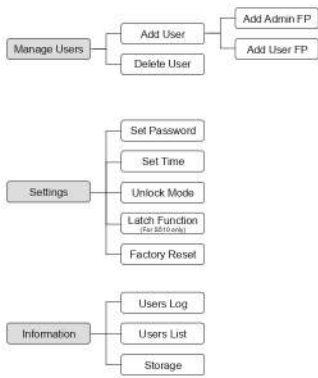 Add Admin FP
Add User
Add User FP
Manage Users
Delete User
Set Password
Set Time
Settings
Unlock Mode
Latch Function
(For only)
Factory Reset
Users Log
Information
Users List
Storage